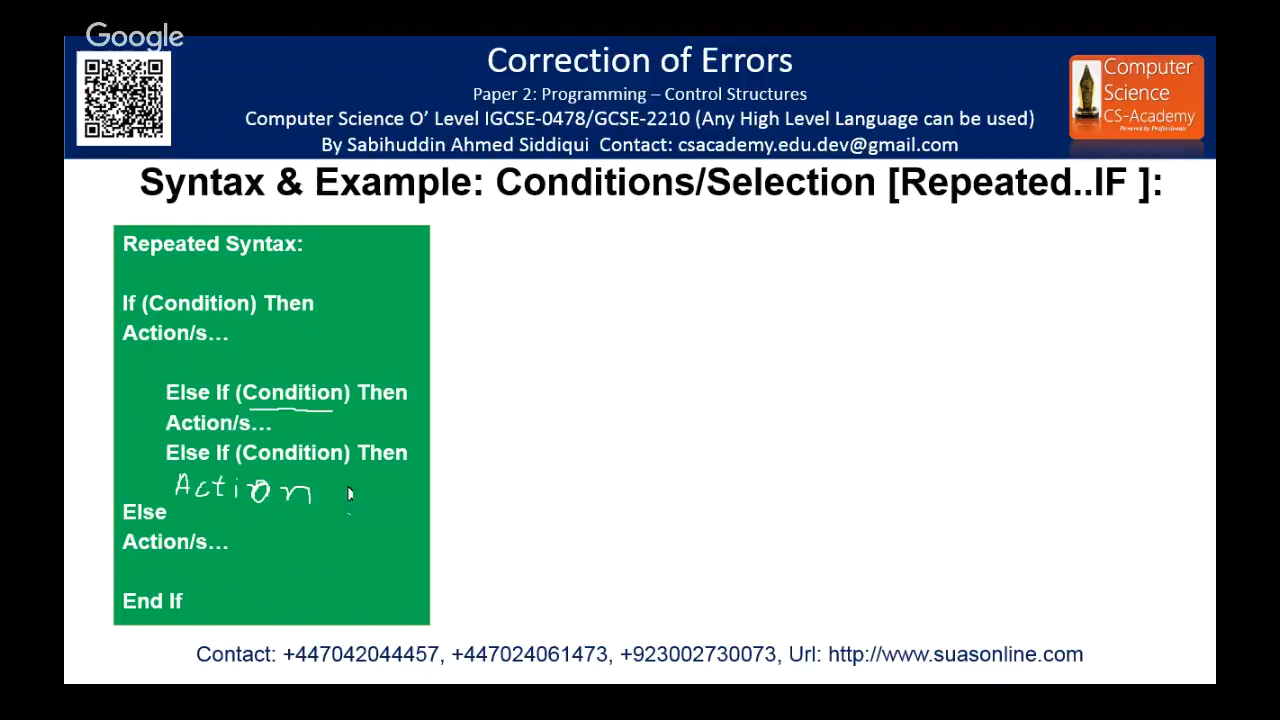 Google
Correction of Errors
Paper 2: Programming – Control Structures
Computer Science O’ Level IGCSE-0478/GCSE-2210 (Any High Level Language can be used)
By Sabihuddin Ahmed Siddiqui Contact: csacademy.edu.dev@gmail.com
Computer
Science
CS-Academy
Powered by Professionals
Syntax & Example: Conditions/Selection [Repeated..IF ]:
Repeated Syntax:
If (Condition) Then
Action/s…
Else If (Condition) Then
Action/s…
Else If (Condition) Then
Action
Else
Action/s…
End If
Contact: +447042044457, +447024061473, +923002730073, Url: http://www.suasonline.com